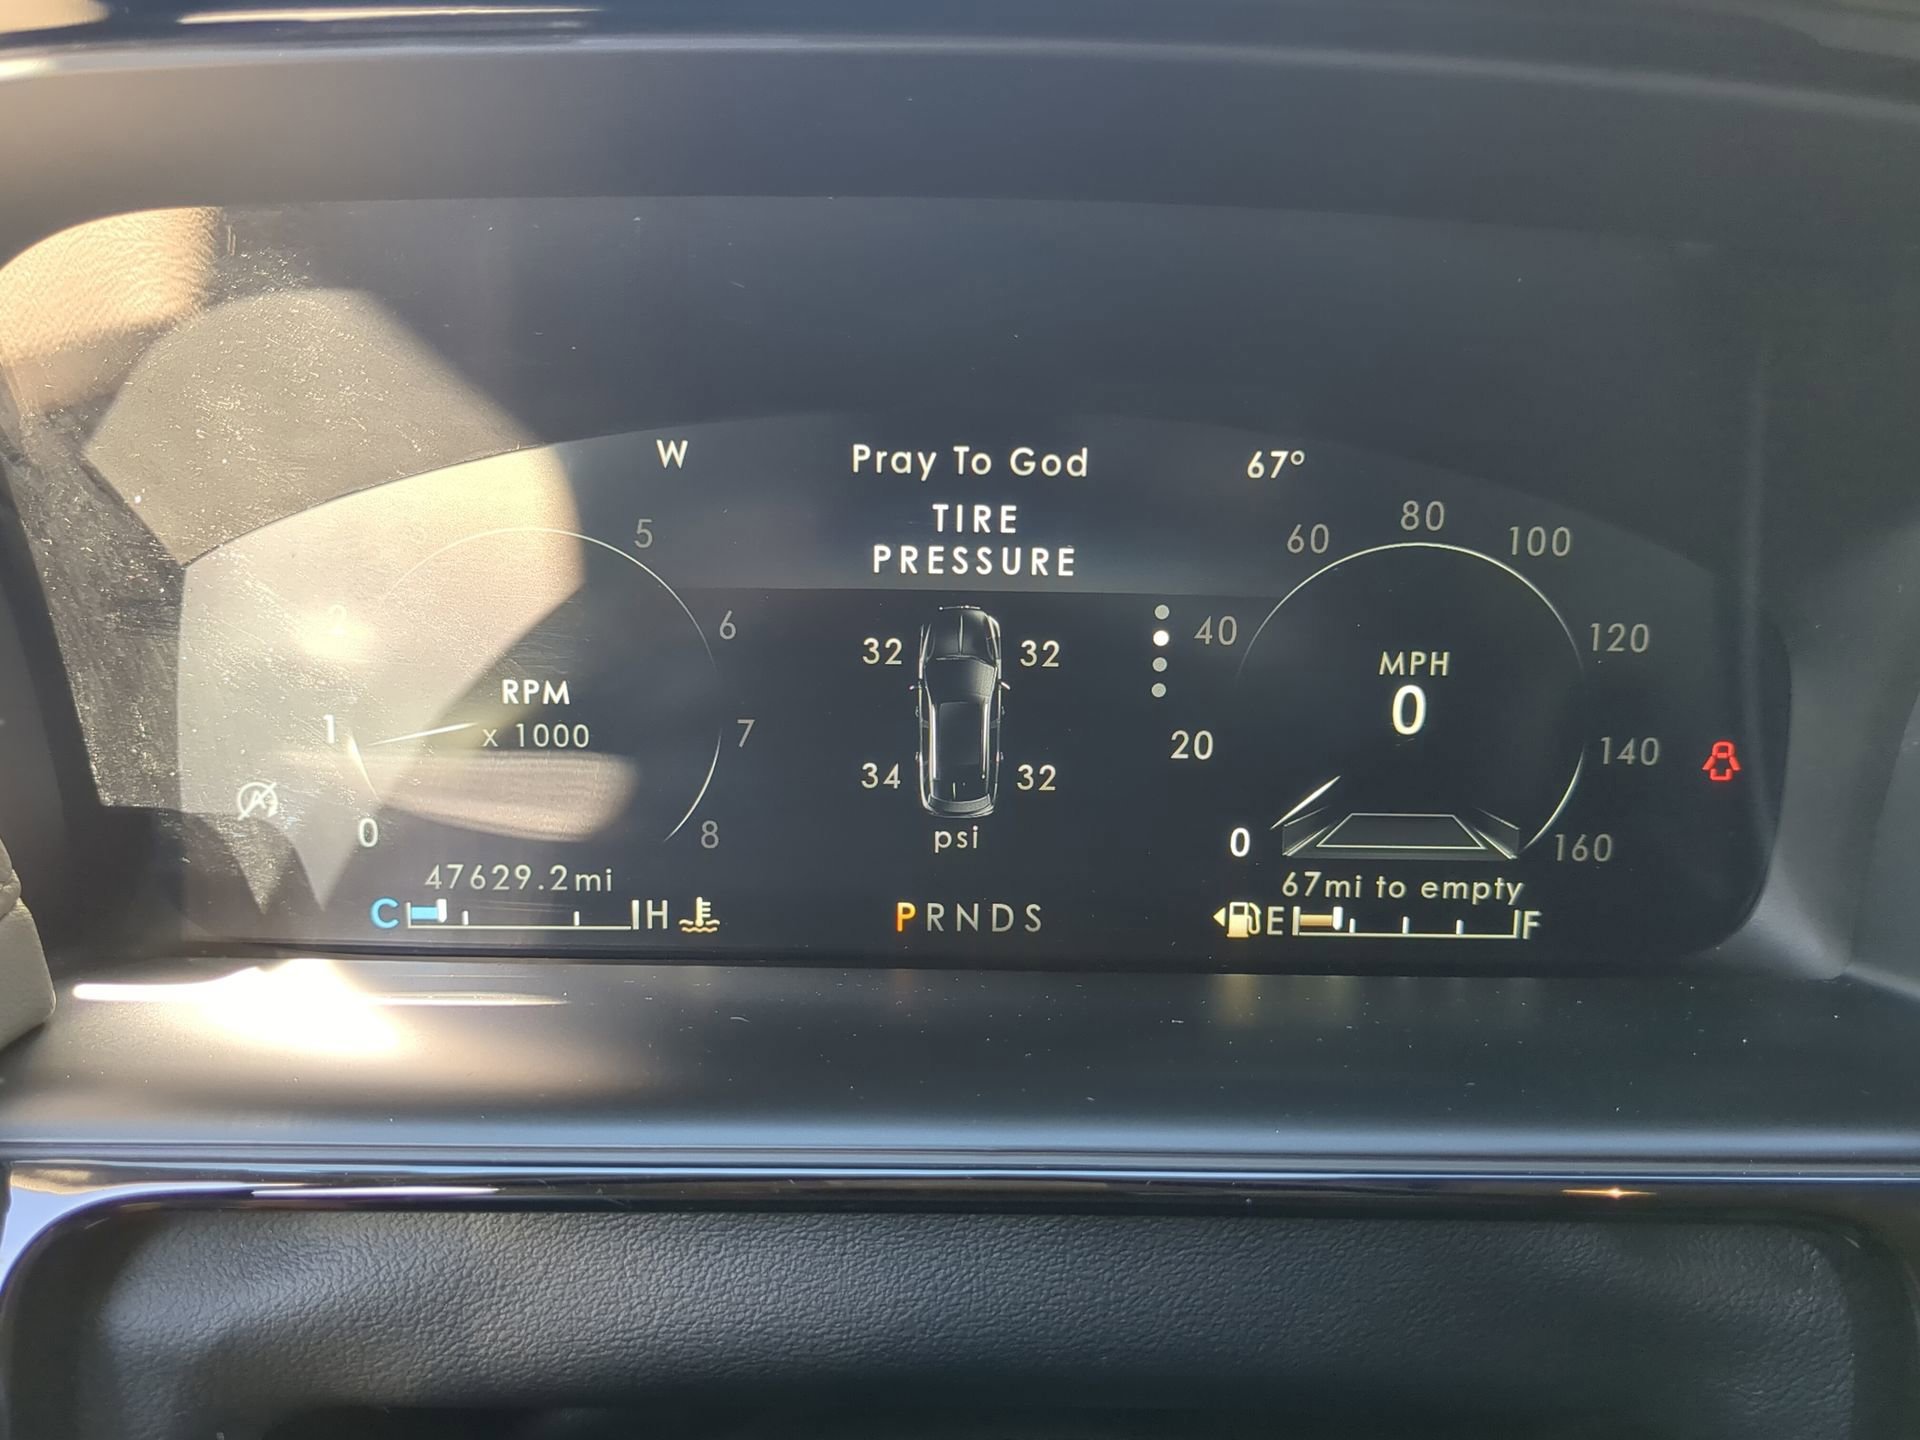 W Pray To God 67°
TIRE
PRESSURE
5 60 80 100
2 6 32 32 40 120
RPM MPH
x 1000 0
1 7 34 32 20 140
0 8 psi 0 160
47629.2mi 67mi to empty
C H PRNDS E F